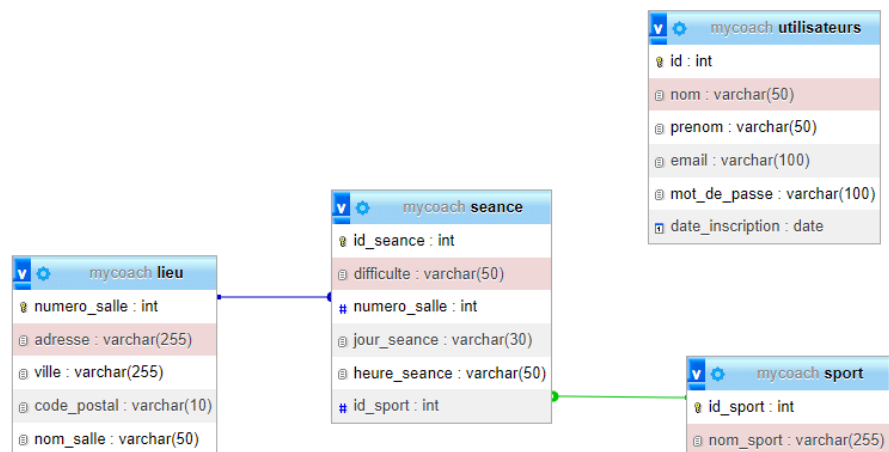 mycoach utilisateurs
id : int
nom : varchar(50)
prenom : varchar(50)
email : varchar(100)
mot_de_passe : varchar(100)
date_inscription : date
mycoach seance
id_seance : int
difficulte : varchar(50)
numero_salle : int
jour_seance : varchar(30)
heure_seance : varchar(50)
id_sport : int
mycoach lieu
numero_salle : int
adresse : varchar(255)
ville : varchar(255)
code_postal : varchar(10)
nom_salle : varchar(50)
mycoach sport
id_sport : int
nom_sport : varchar(255)